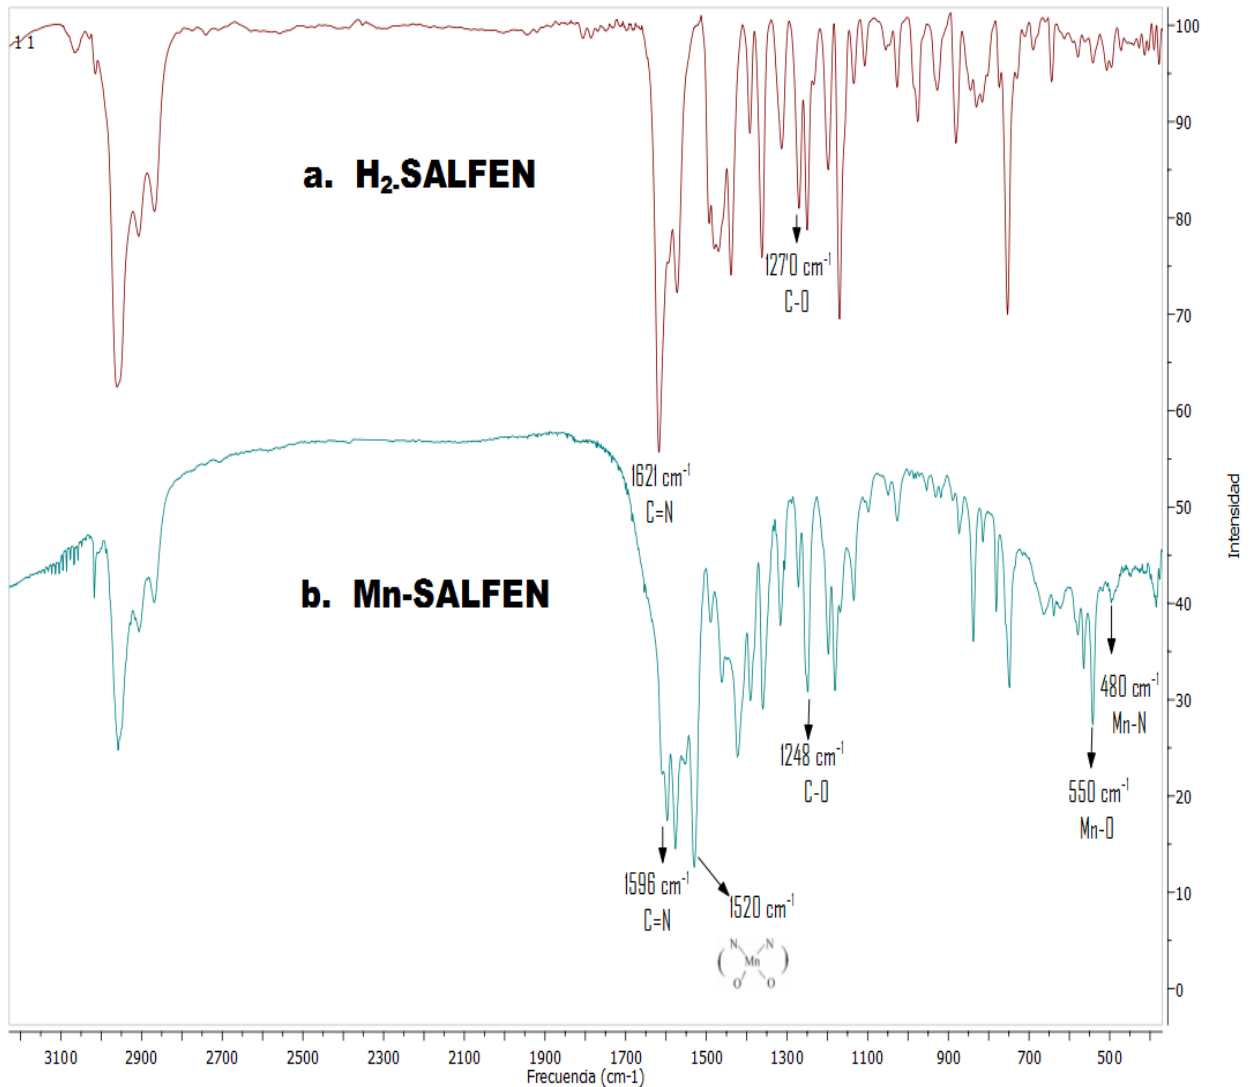 1 1
a. H₂-SALFEN
1270 cm⁻¹
C-O
1621 cm⁻¹
C=N
b. Mn-SALFEN
480 cm⁻¹
Mn-N
1248 cm⁻¹
C-O
550 cm⁻¹
Mn-O
1596 cm⁻¹
C=N
1520 cm⁻¹
N N
Mn
O O
100
90
80
70
60
50
40
30
20
10
0
Intensidad
3100 2900 2700 2500 2300 2100 1900 1700 1500 1300 1100 900 700 500
Frecuencia (cm-1)